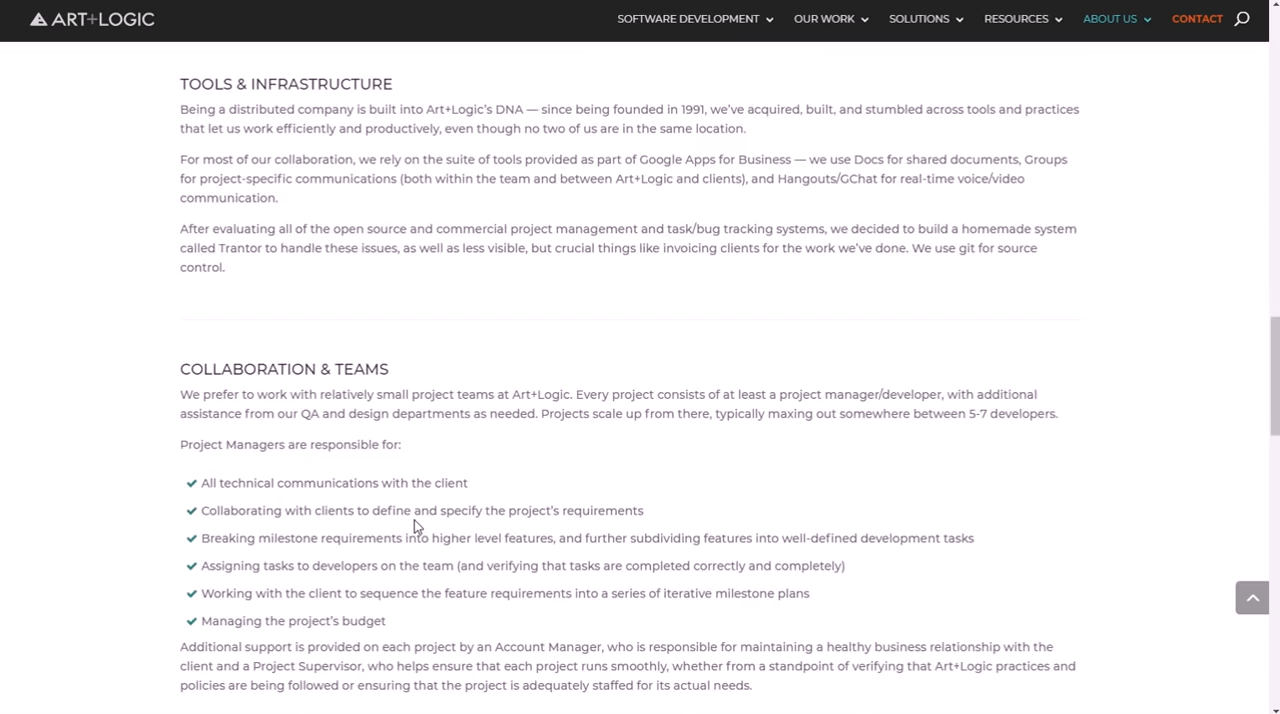 ART+LOGIC SOFTWARE DEVELOPMENT OUR WORK SOLUTIONS RESOURCES ABOUT US CONTACT
TOOLS & INFRASTRUCTURE
Being a distributed company is built into Art+Logic's DNA — since being founded in 1991, we've acquired, built, and stumbled across tools and practices
that let us work efficiently and productively, even though no two of us are in the same location.
For most of our collaboration, we rely on the suite of tools provided as part of Google Apps for Business — we use Docs for shared documents, Groups
for project-specific communications (both within the team and between Art+Logic and clients), and Hangouts/GChat for real-time voice/video
communication.
After evaluating all of the open source and commercial project management and task/bug tracking systems, we decided to build a homemade system
called Trantor to handle these issues, as well as less visible, but crucial things like invoicing clients for the work we've done. We use git for source
control.
COLLABORATION & TEAMS
We prefer to work with relatively small project teams at Art+Logic. Every project consists of at least a project manager/developer, with additional
assistance from our QA and design departments as needed. Projects scale up from there, typically maxing out somewhere between 5-7 developers.
Project Managers are responsible for:
All technical communications with the client
Collaborating with clients to define and specify the project's requirements
Breaking milestone requirements into higher level features, and further subdividing features into well-defined development tasks
Assigning tasks to developers on the team (and verifying that tasks are completed correctly and completely)
Working with the client to sequence the feature requirements into a series of iterative milestone plans
Managing the project's budget
Additional support is provided on each project by an Account Manager, who is responsible for maintaining a healthy business relationship with the
client and a Project Supervisor, who helps ensure that each project runs smoothly, whether from a standpoint of verifying that Art+Logic practices and
policies are being followed or ensuring that the project is adequately staffed for its actual needs.